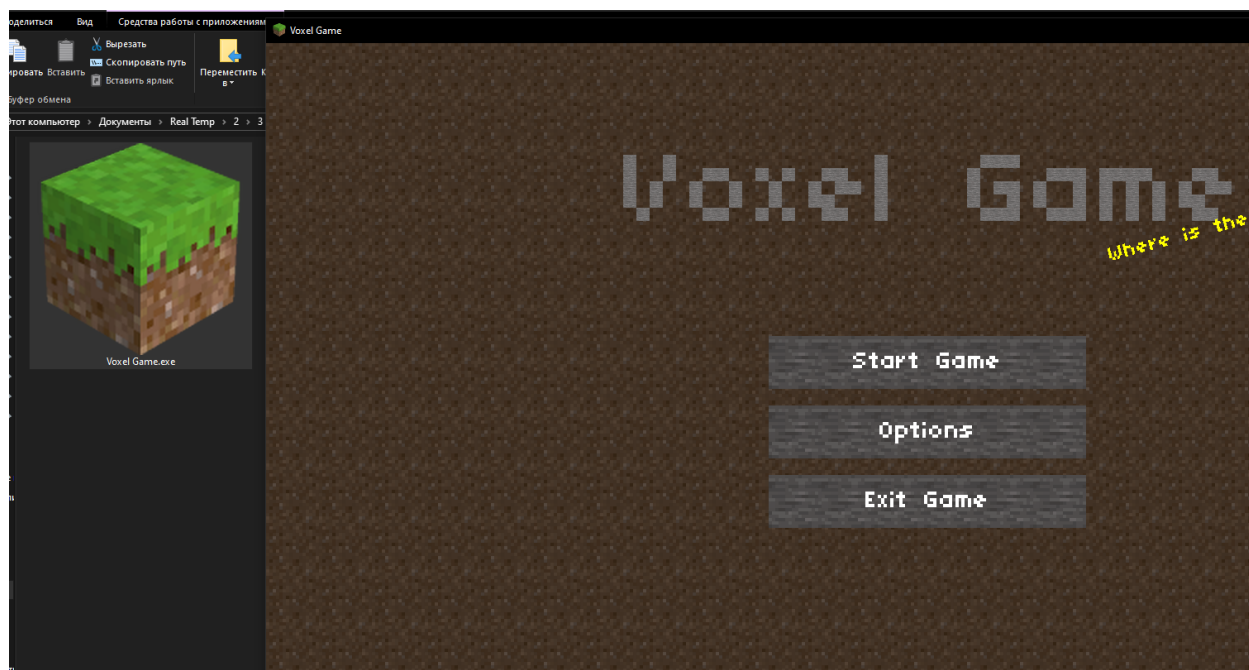 оделиться Вид Средства работы с приложениям
Voxel Game
Вырезать
Скопировать путь
Вставить ярлык
ировать Вставить
Переместить К
в
Буфер обмена
Этот компьютер > Документы > Real Temp > 2 > 3
Voxel Game.exe
Voxel Game
Where is the
Start Game
Options
Exit Game